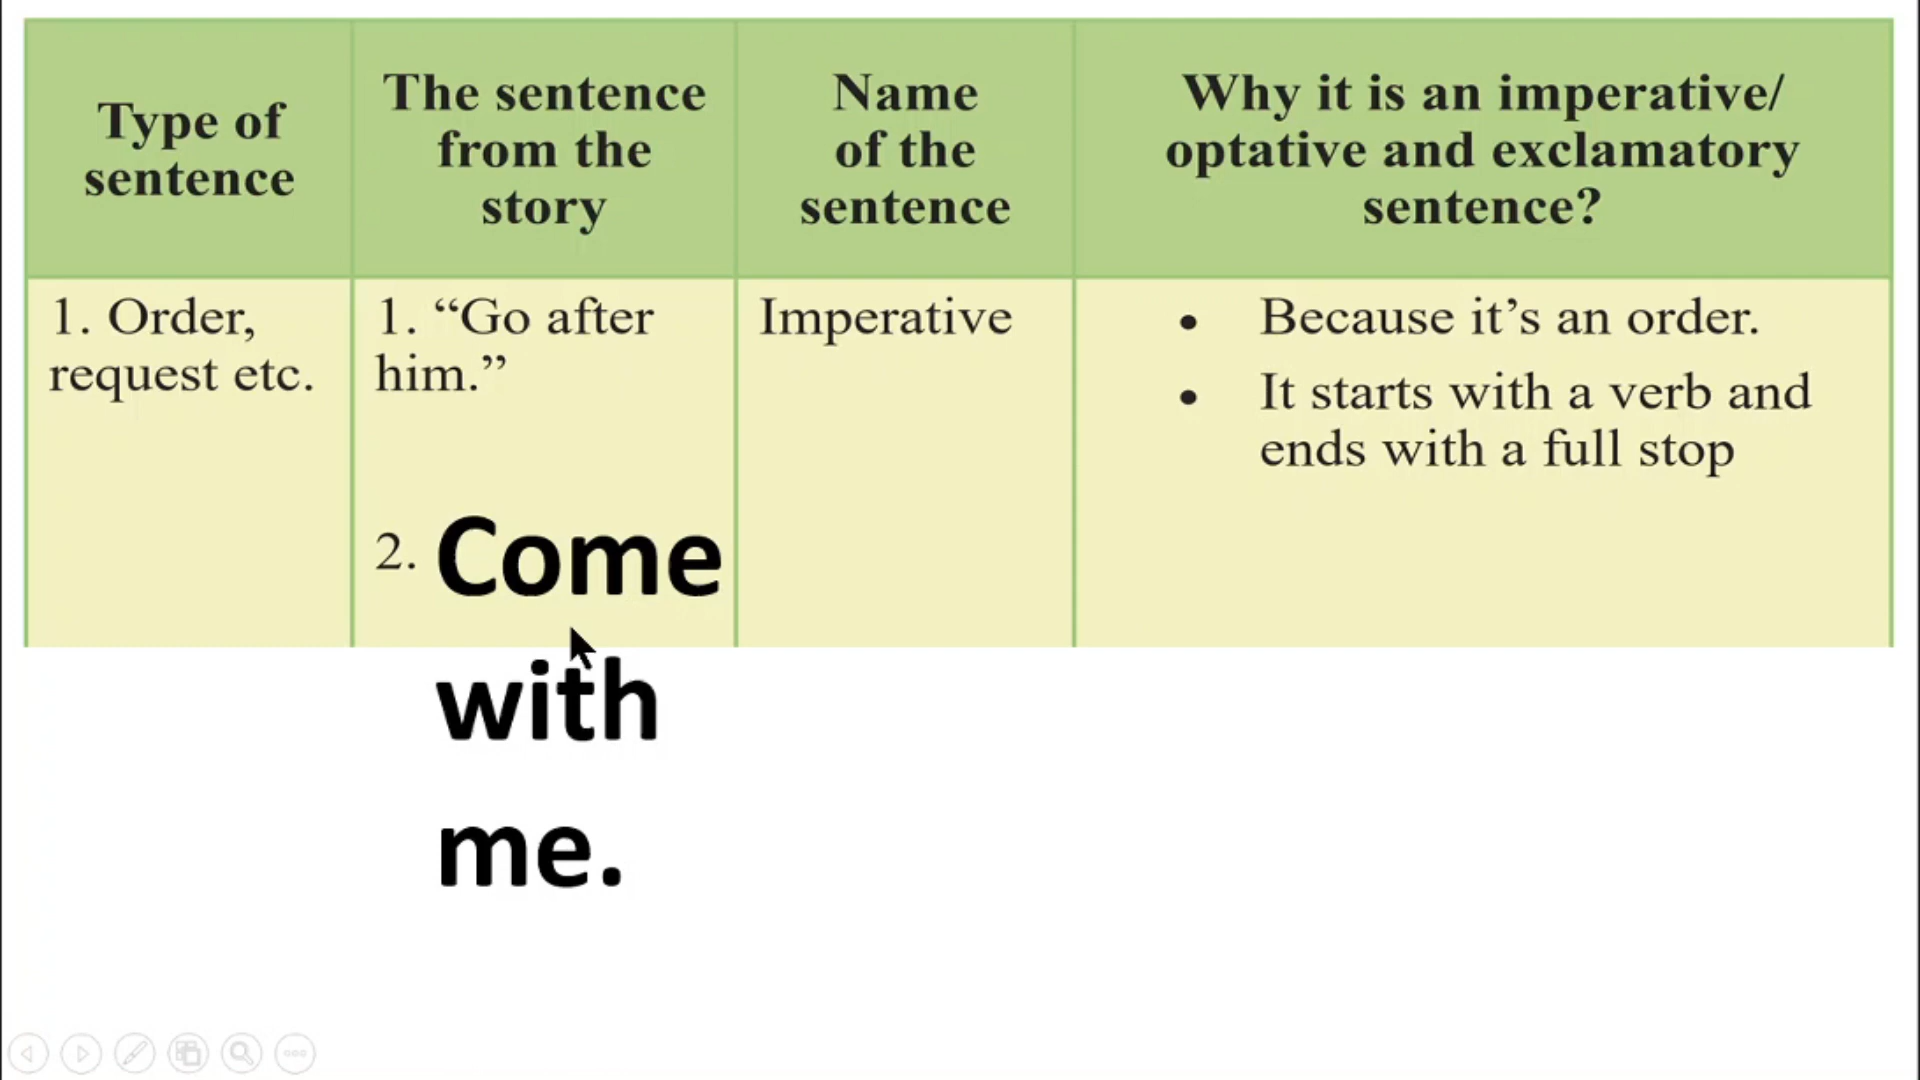 Type of
sentence
The sentence
from the
story
Name
of the
sentence
Why it is an imperative/
optative and exclamatory
sentence?
1. Order,
request etc.
1. “Go after
him.”
2. Come
with
me.
Imperative
• Because it’s an order.
• It starts with a verb and
ends with a full stop